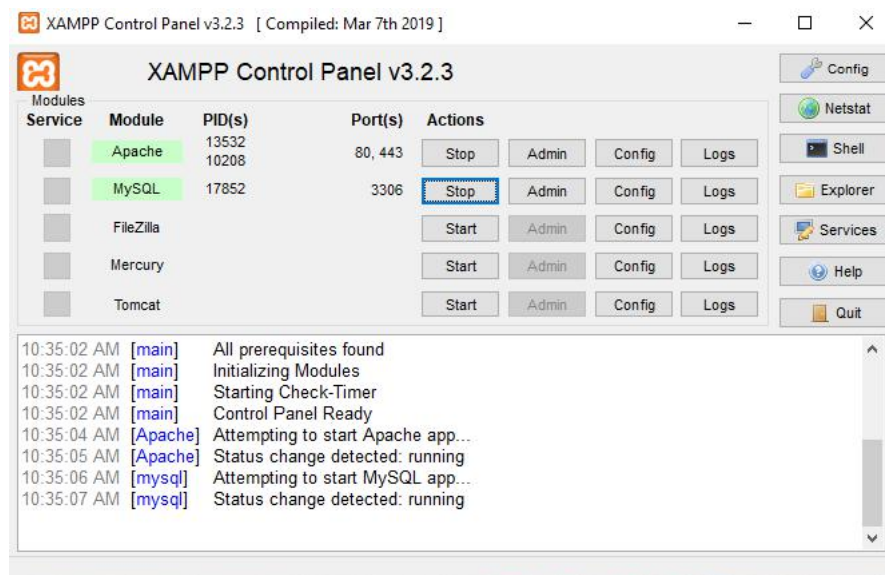 XAMPP Control Panel v3.2.3 [ Compiled: Mar 7th 2019 ]
XAMPP Control Panel v3.2.3
Config
Modules
Service Module PID(s) Port(s) Actions
Netstat
Apache 13532 10208 80, 443 Stop Admin Config Logs
Shell
MySQL 17852 3306 Stop Admin Config Logs
Explorer
FileZilla Start Admin Config Logs
Services
Mercury Start Admin Config Logs
Help
Tomcat Start Admin Config Logs
Quit
10:35:02 AM [main] All prerequisites found
10:35:02 AM [main] Initializing Modules
10:35:02 AM [main] Starting Check-Timer
10:35:02 AM [main] Control Panel Ready
10:35:04 AM [Apache] Attempting to start Apache app...
10:35:05 AM [Apache] Status change detected: running
10:35:06 AM [mysql] Attempting to start MySQL app...
10:35:07 AM [mysql] Status change detected: running